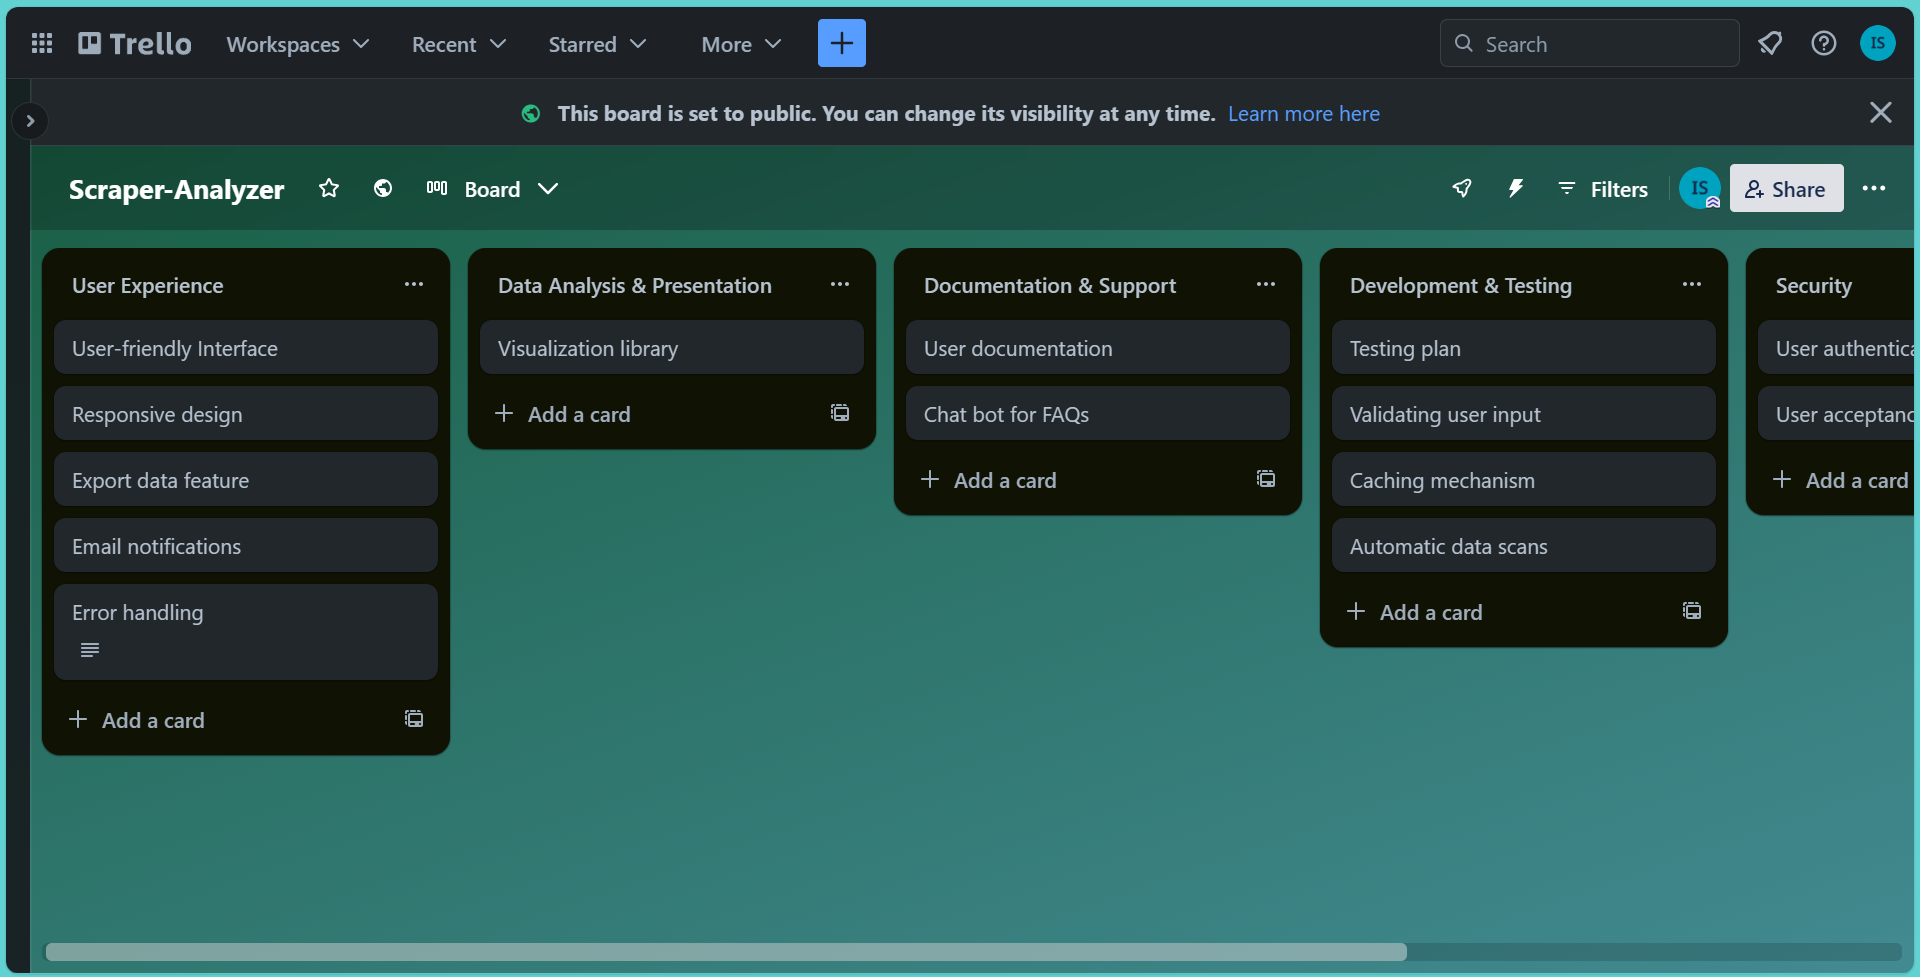 Trello
Workspaces
Recent
Starred
More
Search
IS
This board is set to public. You can change its visibility at any time. Learn more here
Scraper-Analyzer
Board
Filters
IS
Share
User Experience
User-friendly Interface
Responsive design
Export data feature
Email notifications
Error handling
Add a card
Data Analysis & Presentation
Visualization library
Add a card
Documentation & Support
User documentation
Chat bot for FAQs
Add a card
Development & Testing
Testing plan
Validating user input
Caching mechanism
Automatic data scans
Add a card
Security
User authentica
User acceptanc
Add a card